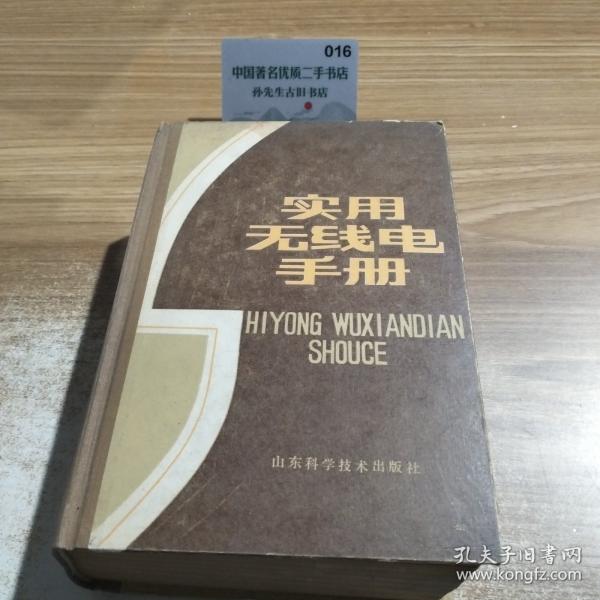 016
中国著名优质二手书店
孙先生古旧书店
实用
无线电
手册
SHIYONG WUXIANDIAN
SHOUCE
山东科学技术出版社
孔夫子旧书网
www.kongfz.com